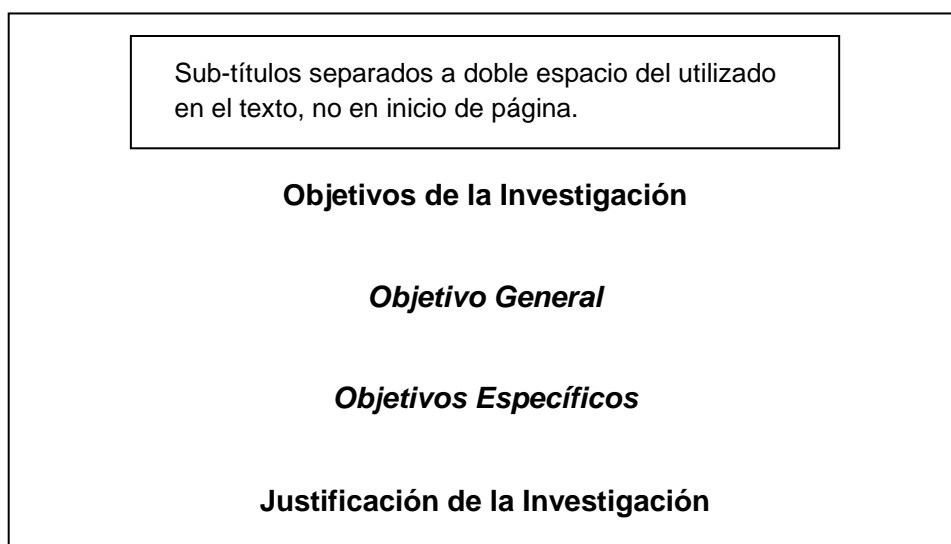 Sub-títulos separados a doble espacio del utilizado
en el texto, no en inicio de página.
Objetivos de la Investigación
Objetivo General
Objetivos Específicos
Justificación de la Investigación